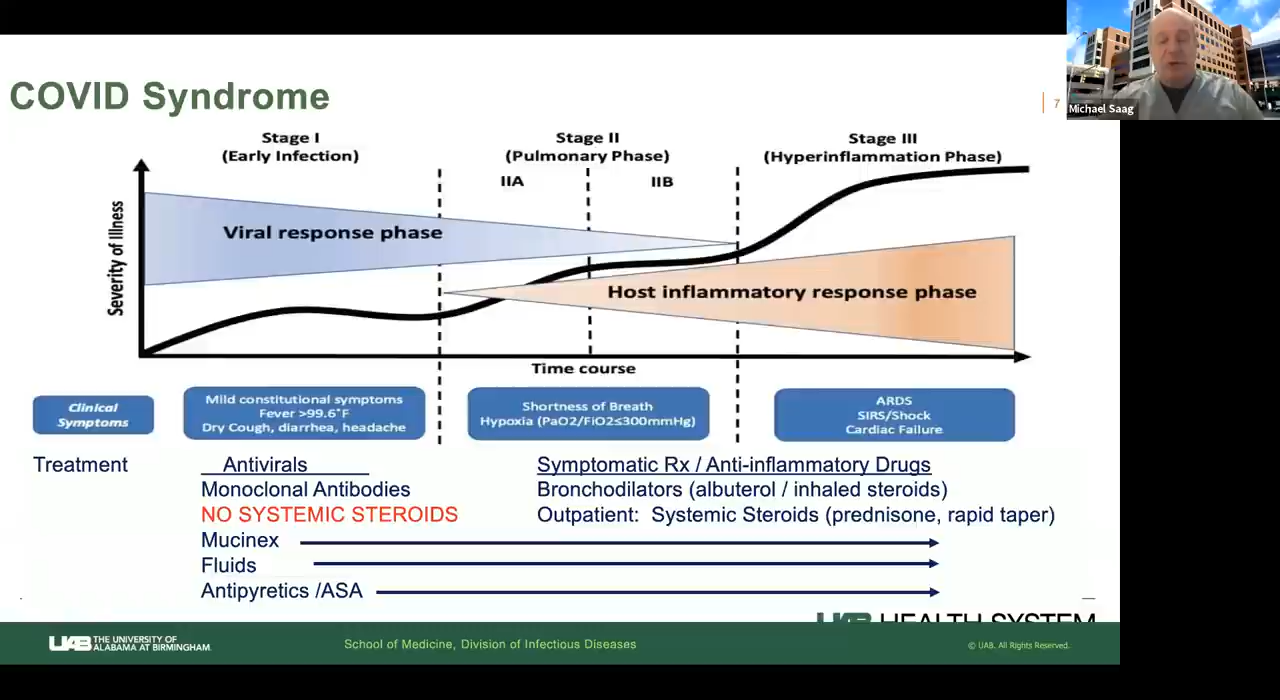 COVID Syndrome
7
Michael Saag
Stage I
(Early Infection)
Stage II
(Pulmonary Phase)
IIA
IIB
Stage III
(Hyperinflammation Phase)
Severity of Illness
Viral response phase
Host inflammatory response phase
Time course
Clinical
Symptoms
Mild constitutional symptoms
Fever >99.6°F
Dry Cough, diarrhea, headache
Shortness of Breath
Hypoxia (PaO2/FiO2≤300mmHg)
ARDS
SIRS/Shock
Cardiac Failure
Treatment
Antivirals
Monoclonal Antibodies
NO SYSTEMIC STEROIDS
Mucinex
Fluids
Antipyretics /ASA
Symptomatic Rx / Anti-inflammatory Drugs
Bronchodilators (albuterol / inhaled steroids)
Outpatient: Systemic Steroids (prednisone, rapid taper)
UAB HEALTH SYSTEM
UAB THE UNIVERSITY OF
ALABAMA AT BIRMINGHAM.
School of Medicine, Division of Infectious Diseases
© UAB. All Rights Reserved.